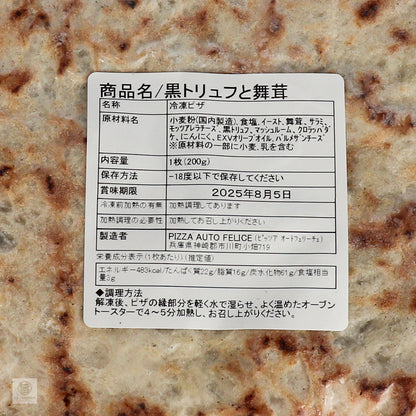 商品名/黒トリュフと舞茸
名称 冷凍ピザ
原材料名 小麦粉(国内製造)、食塩、イースト、舞茸、サラミ、
モッツアレラチーズ、黒トリュフ、マッシュルーム、クロラッパダ
ケ、にんにく、EXVオリーブオイル、パルメザンチーズ
※原材料の一部に小麦、乳を含む
内容量 1枚(200g)
保存方法 -18度以下で保存してください
賞味期限 2025年8月5日
冷凍前加熱の有無 加熱調理してあります
加熱調理の必要性 加熱してお召し上がりください
製造者 PIZZA AUTO FELICE (ピッツア オートフェリーチェ)
兵庫県神崎郡市川町小畑719
栄養成分表示(1枚あたり)(推定値)
エネルギー483kcal/たんぱく質22g/脂質16g/炭水化物61g/食塩相当
量3g
◆調理方法
解凍後、ピザの縁部分を軽く水で湿らせ、よく温めたオーブン
トースターで4~5分加熱し、お召し上がりください。